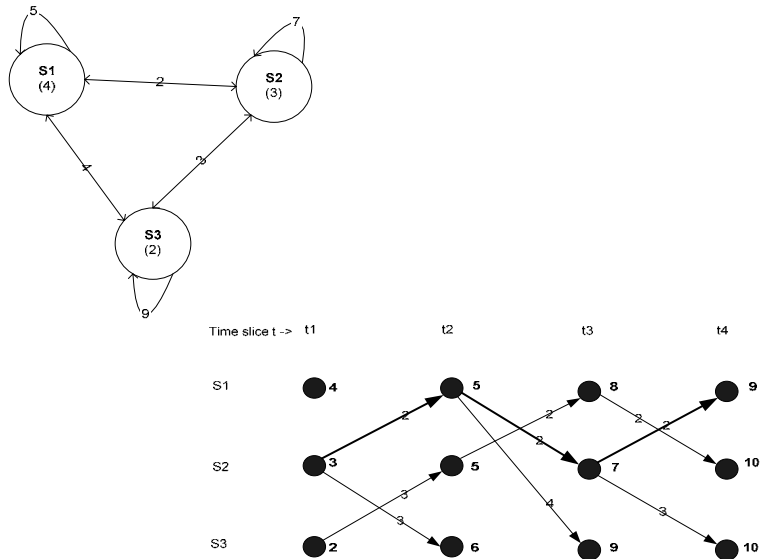 5
7
S1
(4)
2
S2
(3)
4
3
S3
(2)
9
Time slice t -> t1 t2 t3 t4
S1 4 5 8 9
2 2 2 2
2
S2 3 5 7 10
3 4 3
3
S3 2 6 9 10